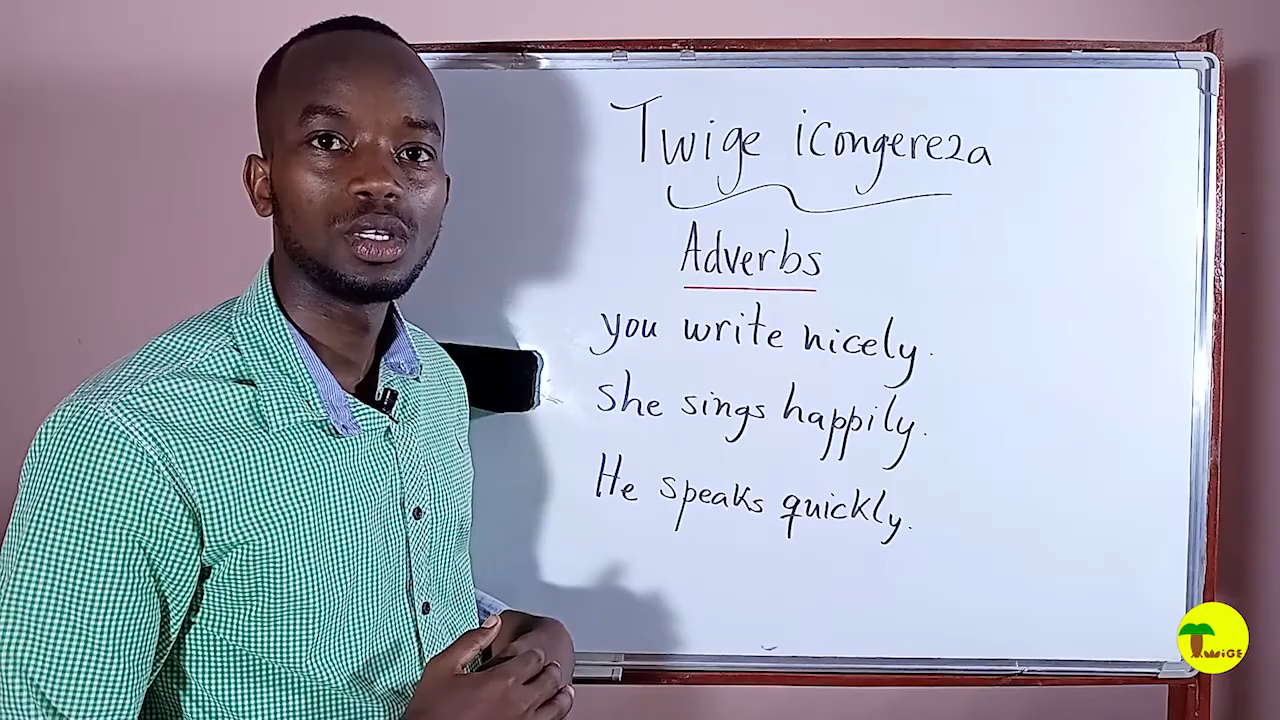 Twige icongereza
Adverbs
you write nicely.
she sings happily.
He speaks quickly.
TWiGE